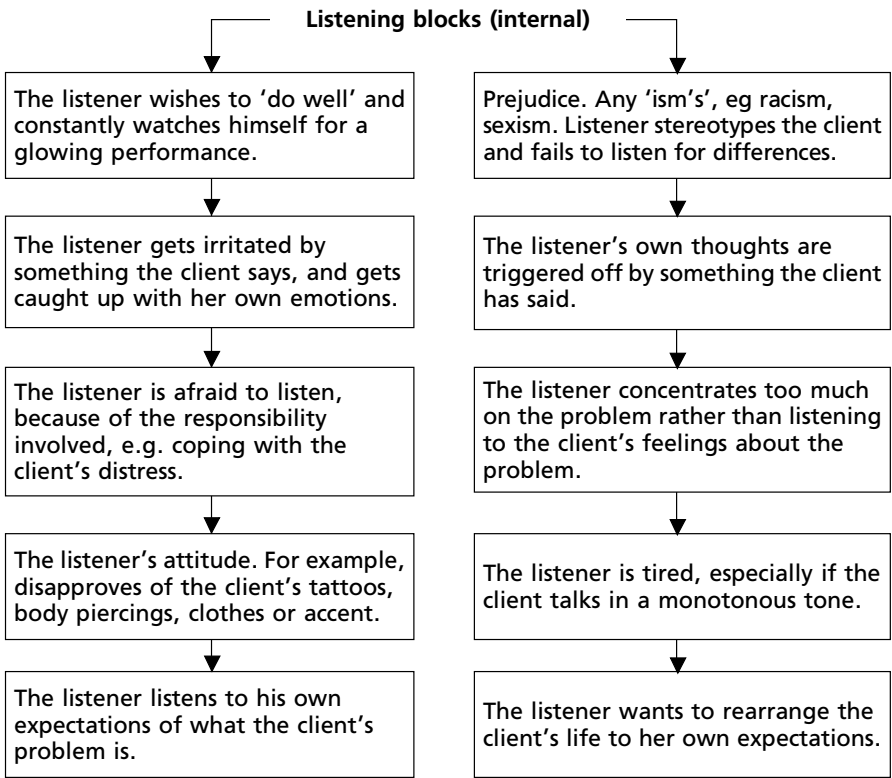 Listening blocks (internal)
The listener wishes to ‘do well’ and
constantly watches himself for a
glowing performance.
The listener gets irritated by
something the client says, and gets
caught up with her own emotions.
The listener is afraid to listen,
because of the responsibility
involved, e.g. coping with the
client’s distress.
The listener’s attitude. For example,
disapproves of the client’s tattoos,
body piercings, clothes or accent.
The listener listens to his own
expectations of what the client’s
problem is.
Prejudice. Any ‘ism’s’, eg racism,
sexism. Listener stereotypes the client
and fails to listen for differences.
The listener’s own thoughts are
triggered off by something the client
has said.
The listener concentrates too much
on the problem rather than listening
to the client’s feelings about the
problem.
The listener is tired, especially if the
client talks in a monotonous tone.
The listener wants to rearrange the
client’s life to her own expectations.